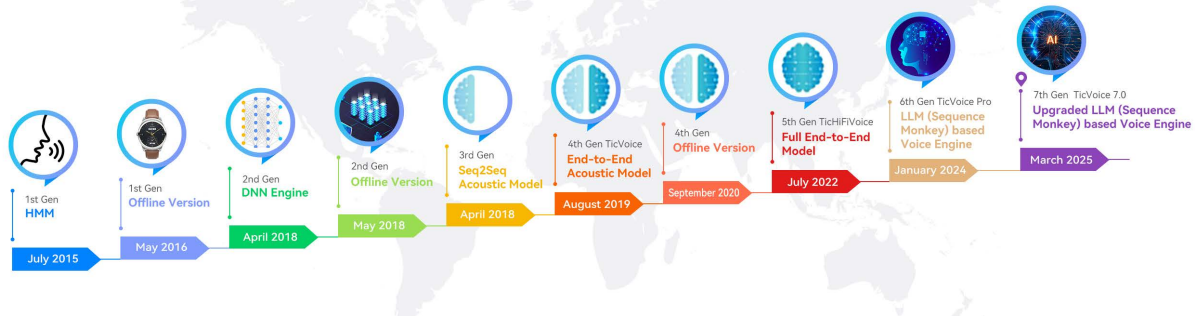 1st Gen
HMM
July 2015
1st Gen
Offline Version
May 2016
2nd Gen
DNN Engine
April 2018
2nd Gen
Offline Version
May 2018
3rd Gen
Seq2Seq
Acoustic Model
April 2018
4th Gen TicVoice
End-to-End
Acoustic Model
August 2019
4th Gen
Offline Version
September 2020
5th Gen TicHiFiVoice
Full End-to-End
Model
July 2022
6th Gen TicVoice Pro
LLM (Sequence
Monkey) based
Voice Engine
January 2024
AI
7th Gen TicVoice 7.0
Upgraded LLM (Sequence
Monkey) based Voice Engine
March 2025